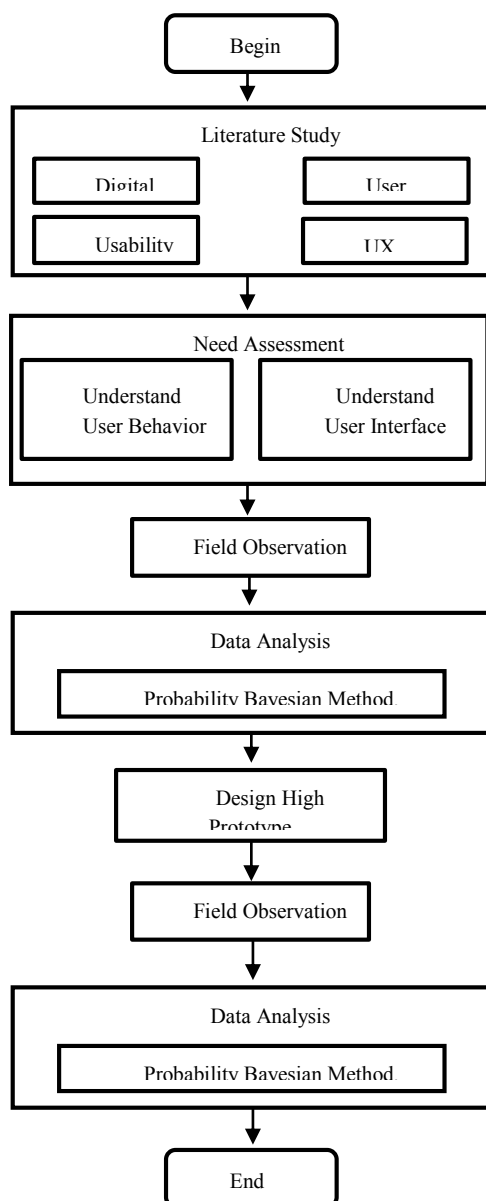 Begin
Literature Study
Digital
User
Usability
UX
Need Assessment
Understand
User Behavior
Understand
User Interface
Field Observation
Data Analysis
Probability Bayesian Method.
Design High
Prototype
Field Observation
Data Analysis
Probability Bayesian Method.
End